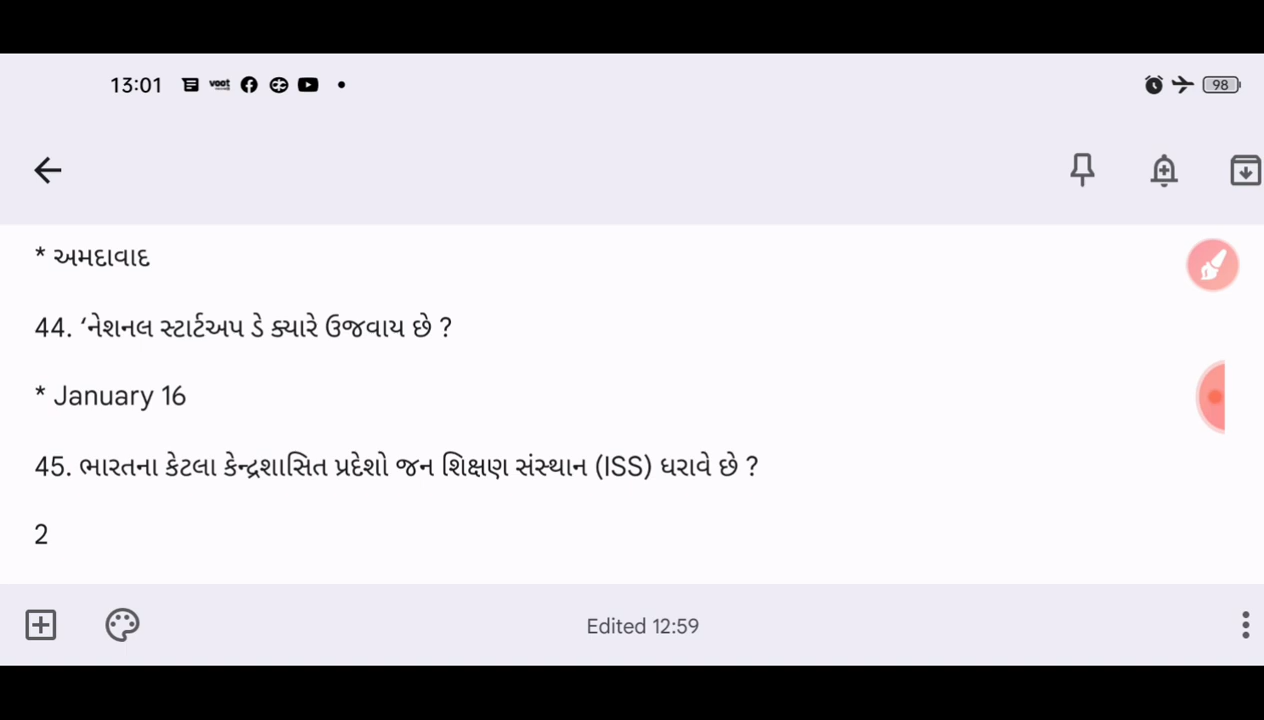 13:01 voot 98
* અમદાવાદ
44. ‘નેશનલ સ્ટાર્ટઅપ ડે ક્યારે ઉજવાય છે ?
* January 16
45. ભારતના કેટલા કેન્દ્રશાસિત પ્રદેશો જન શિક્ષણ સંસ્થાન (ISS) ધરાવે છે ?
2
Edited 12:59